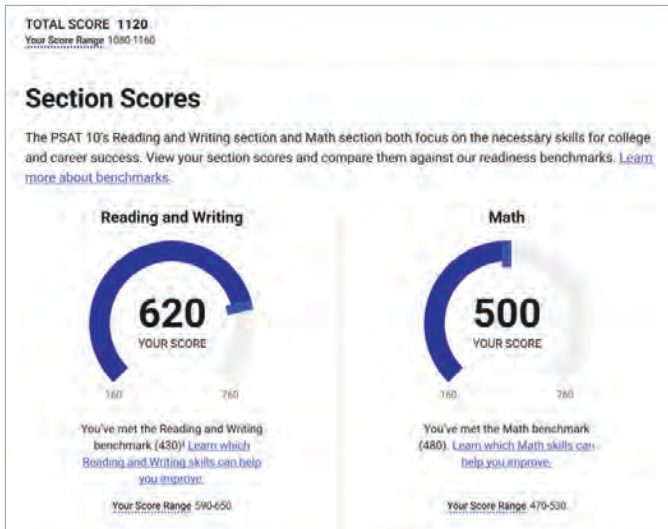 TOTAL SCORE 1120
Your Score Range 1080-1160
Section Scores
The PSAT 10's Reading and Writing section and Math section both focus on the necessary skills for college
and career success. View your section scores and compare them against our readiness benchmarks. Learn
more about benchmarks.
Reading and Writing
620
YOUR SCORE
160
760
You've met the Reading and Writing
benchmark (430)! Learn which
Reading and Writing skills can help
you improve.
Your Score Range 590-650
Math
500
YOUR SCORE
160
760
You've met the Math benchmark
(480). Learn which Math skills can
help you improve.
Your Score Range 470-530